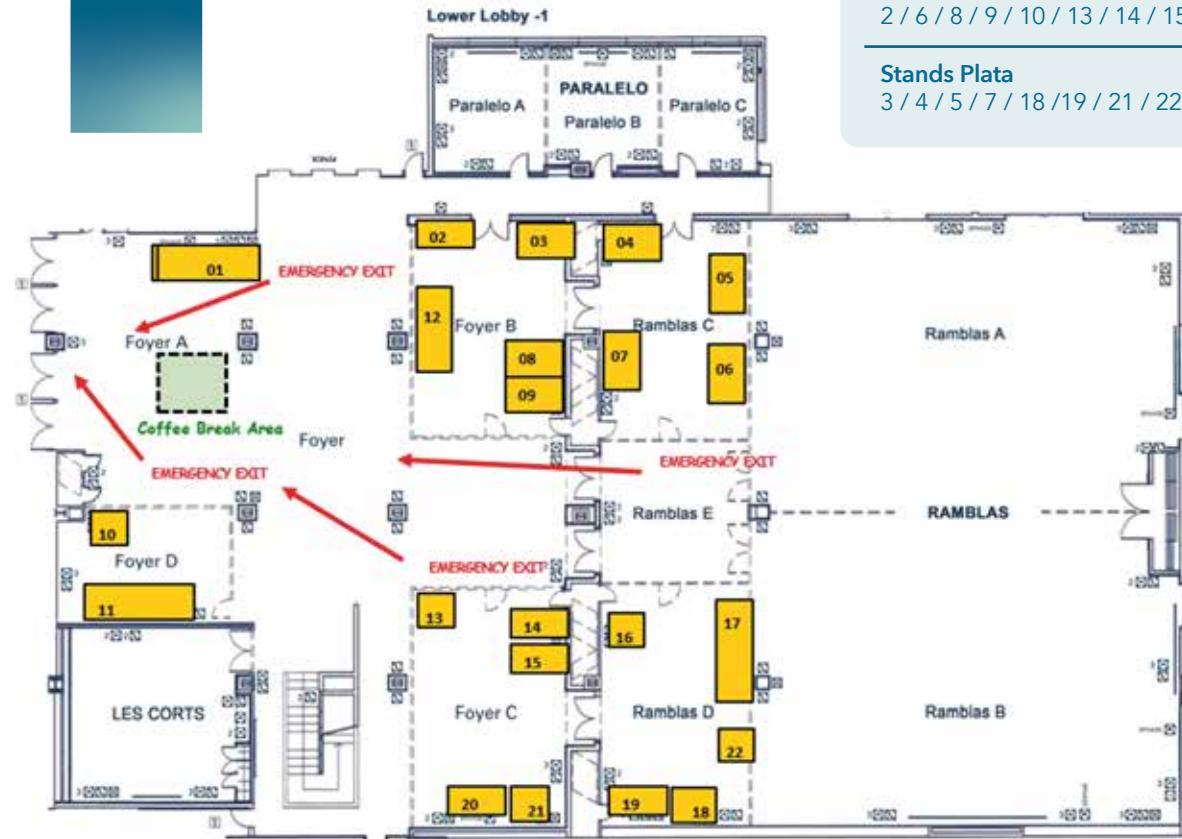 Lower Lobby -1
2 / 6 / 8 / 9 / 10 / 13 / 14 / 15
Stands Plata
3 / 4 / 5 / 7 / 18 /19 / 21 / 22
PARALELO
Paralelo A
Paralelo B
Paralelo C
01
02
03
04
05
EMERGENCY EXIT
12
Foyer B
Ramblas C
Ramblas A
Foyer A
08
07
06
09
Coffee Break Area
Foyer
EMERGENCY EXIT
EMERGENCY EXIT
Ramblas E
RAMBLAS
10
Foyer D
EMERGENCY EXIT
11
13
14
15
16
17
LES CORTS
Foyer C
Ramblas D
Ramblas B
22
20
21
19
18